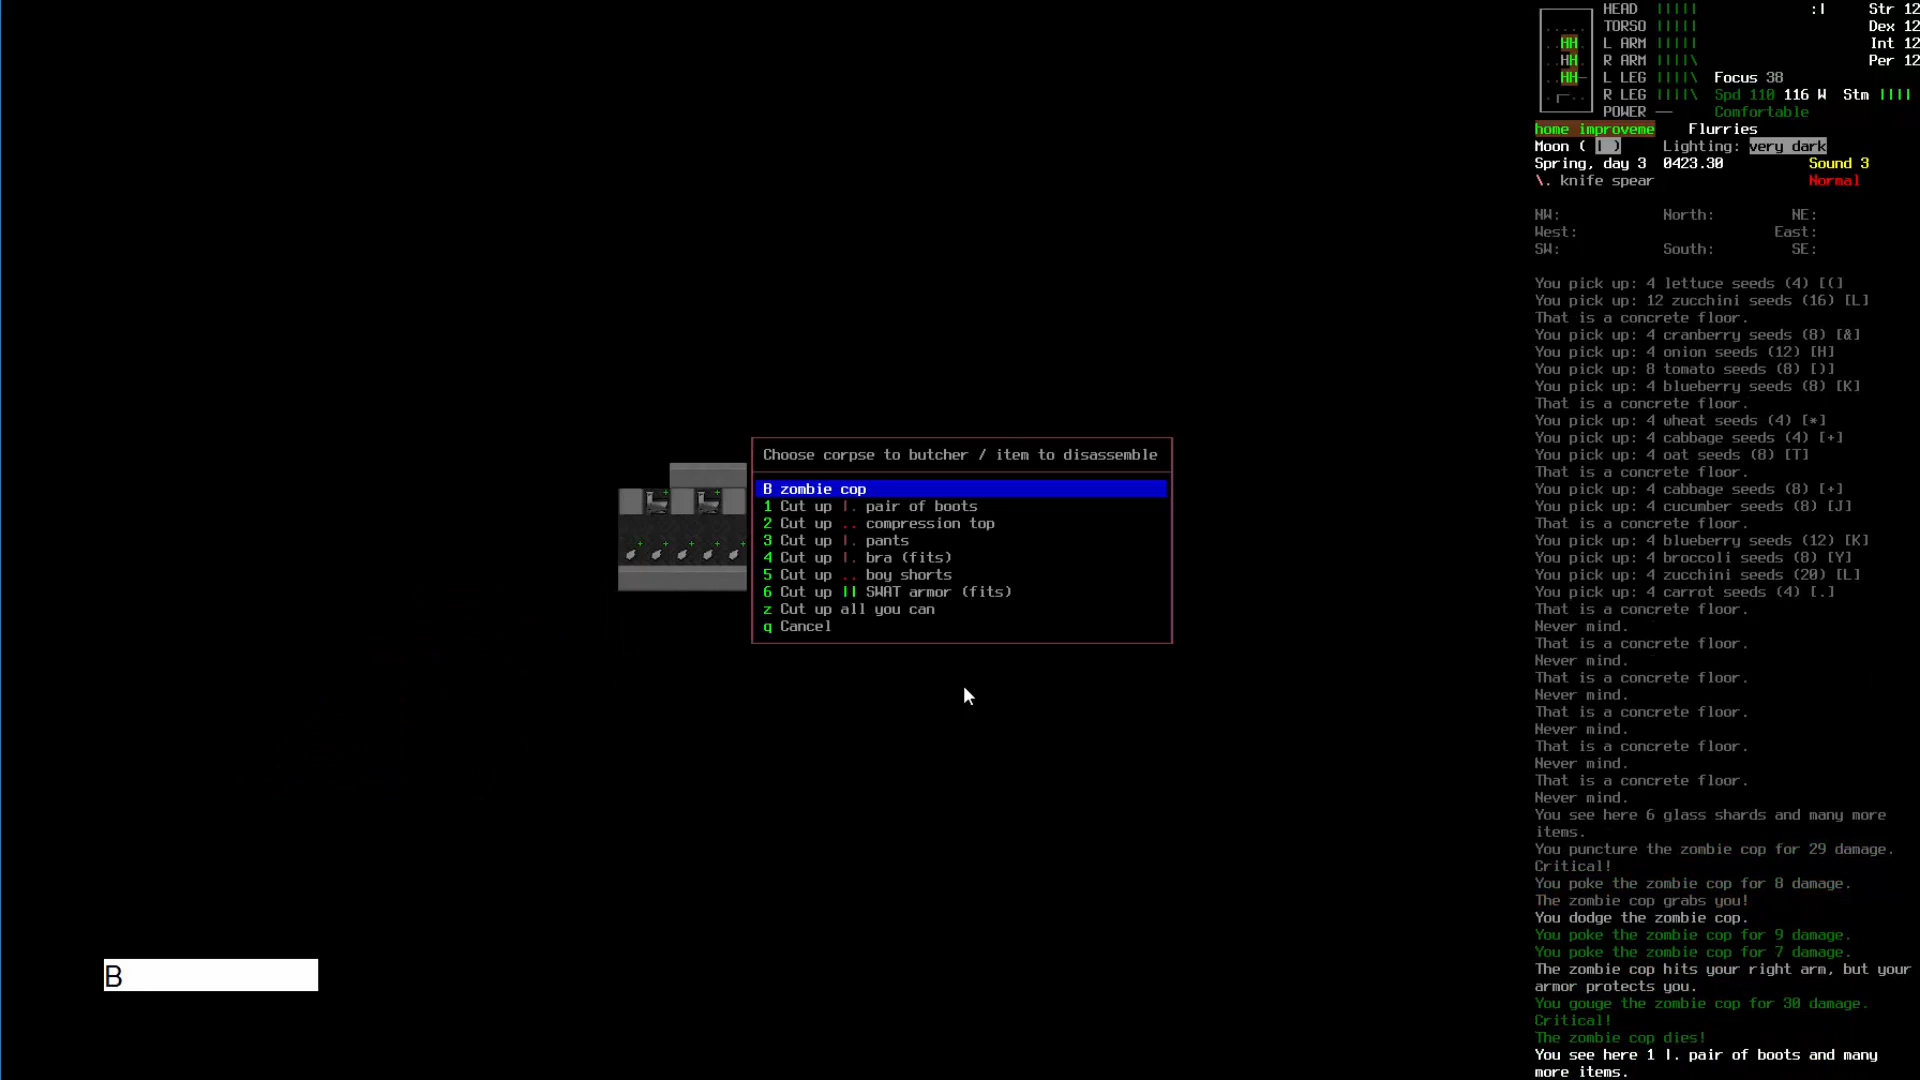 Choose corpse to butcher / item to disassemble
B zombie cop
1 Cut up |. pair of boots
2 Cut up .. compression top
3 Cut up |. pants
4 Cut up |. bra (fits)
5 Cut up .. boy shorts
6 Cut up || SWAT armor (fits)
z Cut up all you can
q Cancel
B
HEAD ||||| :| Str 12
TORSO ||||| Dex 12
L ARM ||||| Int 12
R ARM ||||\ Per 12
L LEG ||||\ Focus 38
R LEG ||||\ Spd 110 116 W Stm ||||
POWER -- Comfortable
home improveme Flurries
Moon ( | ) Lighting: very dark
Spring, day 3 0423.30 Sound 3
\. knife spear Normal
NW: North: NE:
West: East:
SW: South: SE:
You pick up: 4 lettuce seeds (4) [(]
You pick up: 12 zucchini seeds (16) [L]
That is a concrete floor.
You pick up: 4 cranberry seeds (8) [&]
You pick up: 4 onion seeds (12) [H]
You pick up: 8 tomato seeds (8) [)]
You pick up: 4 blueberry seeds (8) [K]
That is a concrete floor.
You pick up: 4 wheat seeds (4) [*]
You pick up: 4 cabbage seeds (4) [+]
You pick up: 4 oat seeds (8) [T]
That is a concrete floor.
You pick up: 4 cabbage seeds (8) [+]
You pick up: 4 cucumber seeds (8) [J]
That is a concrete floor.
You pick up: 4 blueberry seeds (12) [K]
You pick up: 4 broccoli seeds (8) [Y]
You pick up: 4 zucchini seeds (20) [L]
You pick up: 4 carrot seeds (4) [.]
That is a concrete floor.
Never mind.
That is a concrete floor.
Never mind.
That is a concrete floor.
Never mind.
That is a concrete floor.
Never mind.
That is a concrete floor.
Never mind.
That is a concrete floor.
Never mind.
You see here 6 glass shards and many more
items.
You puncture the zombie cop for 29 damage.
Critical!
You poke the zombie cop for 8 damage.
The zombie cop grabs you!
You dodge the zombie cop.
You poke the zombie cop for 9 damage.
You poke the zombie cop for 7 damage.
The zombie cop hits your right arm, but your
armor protects you.
You gouge the zombie cop for 30 damage.
Critical!
The zombie cop dies!
You see here 1 |. pair of boots and many
more items.